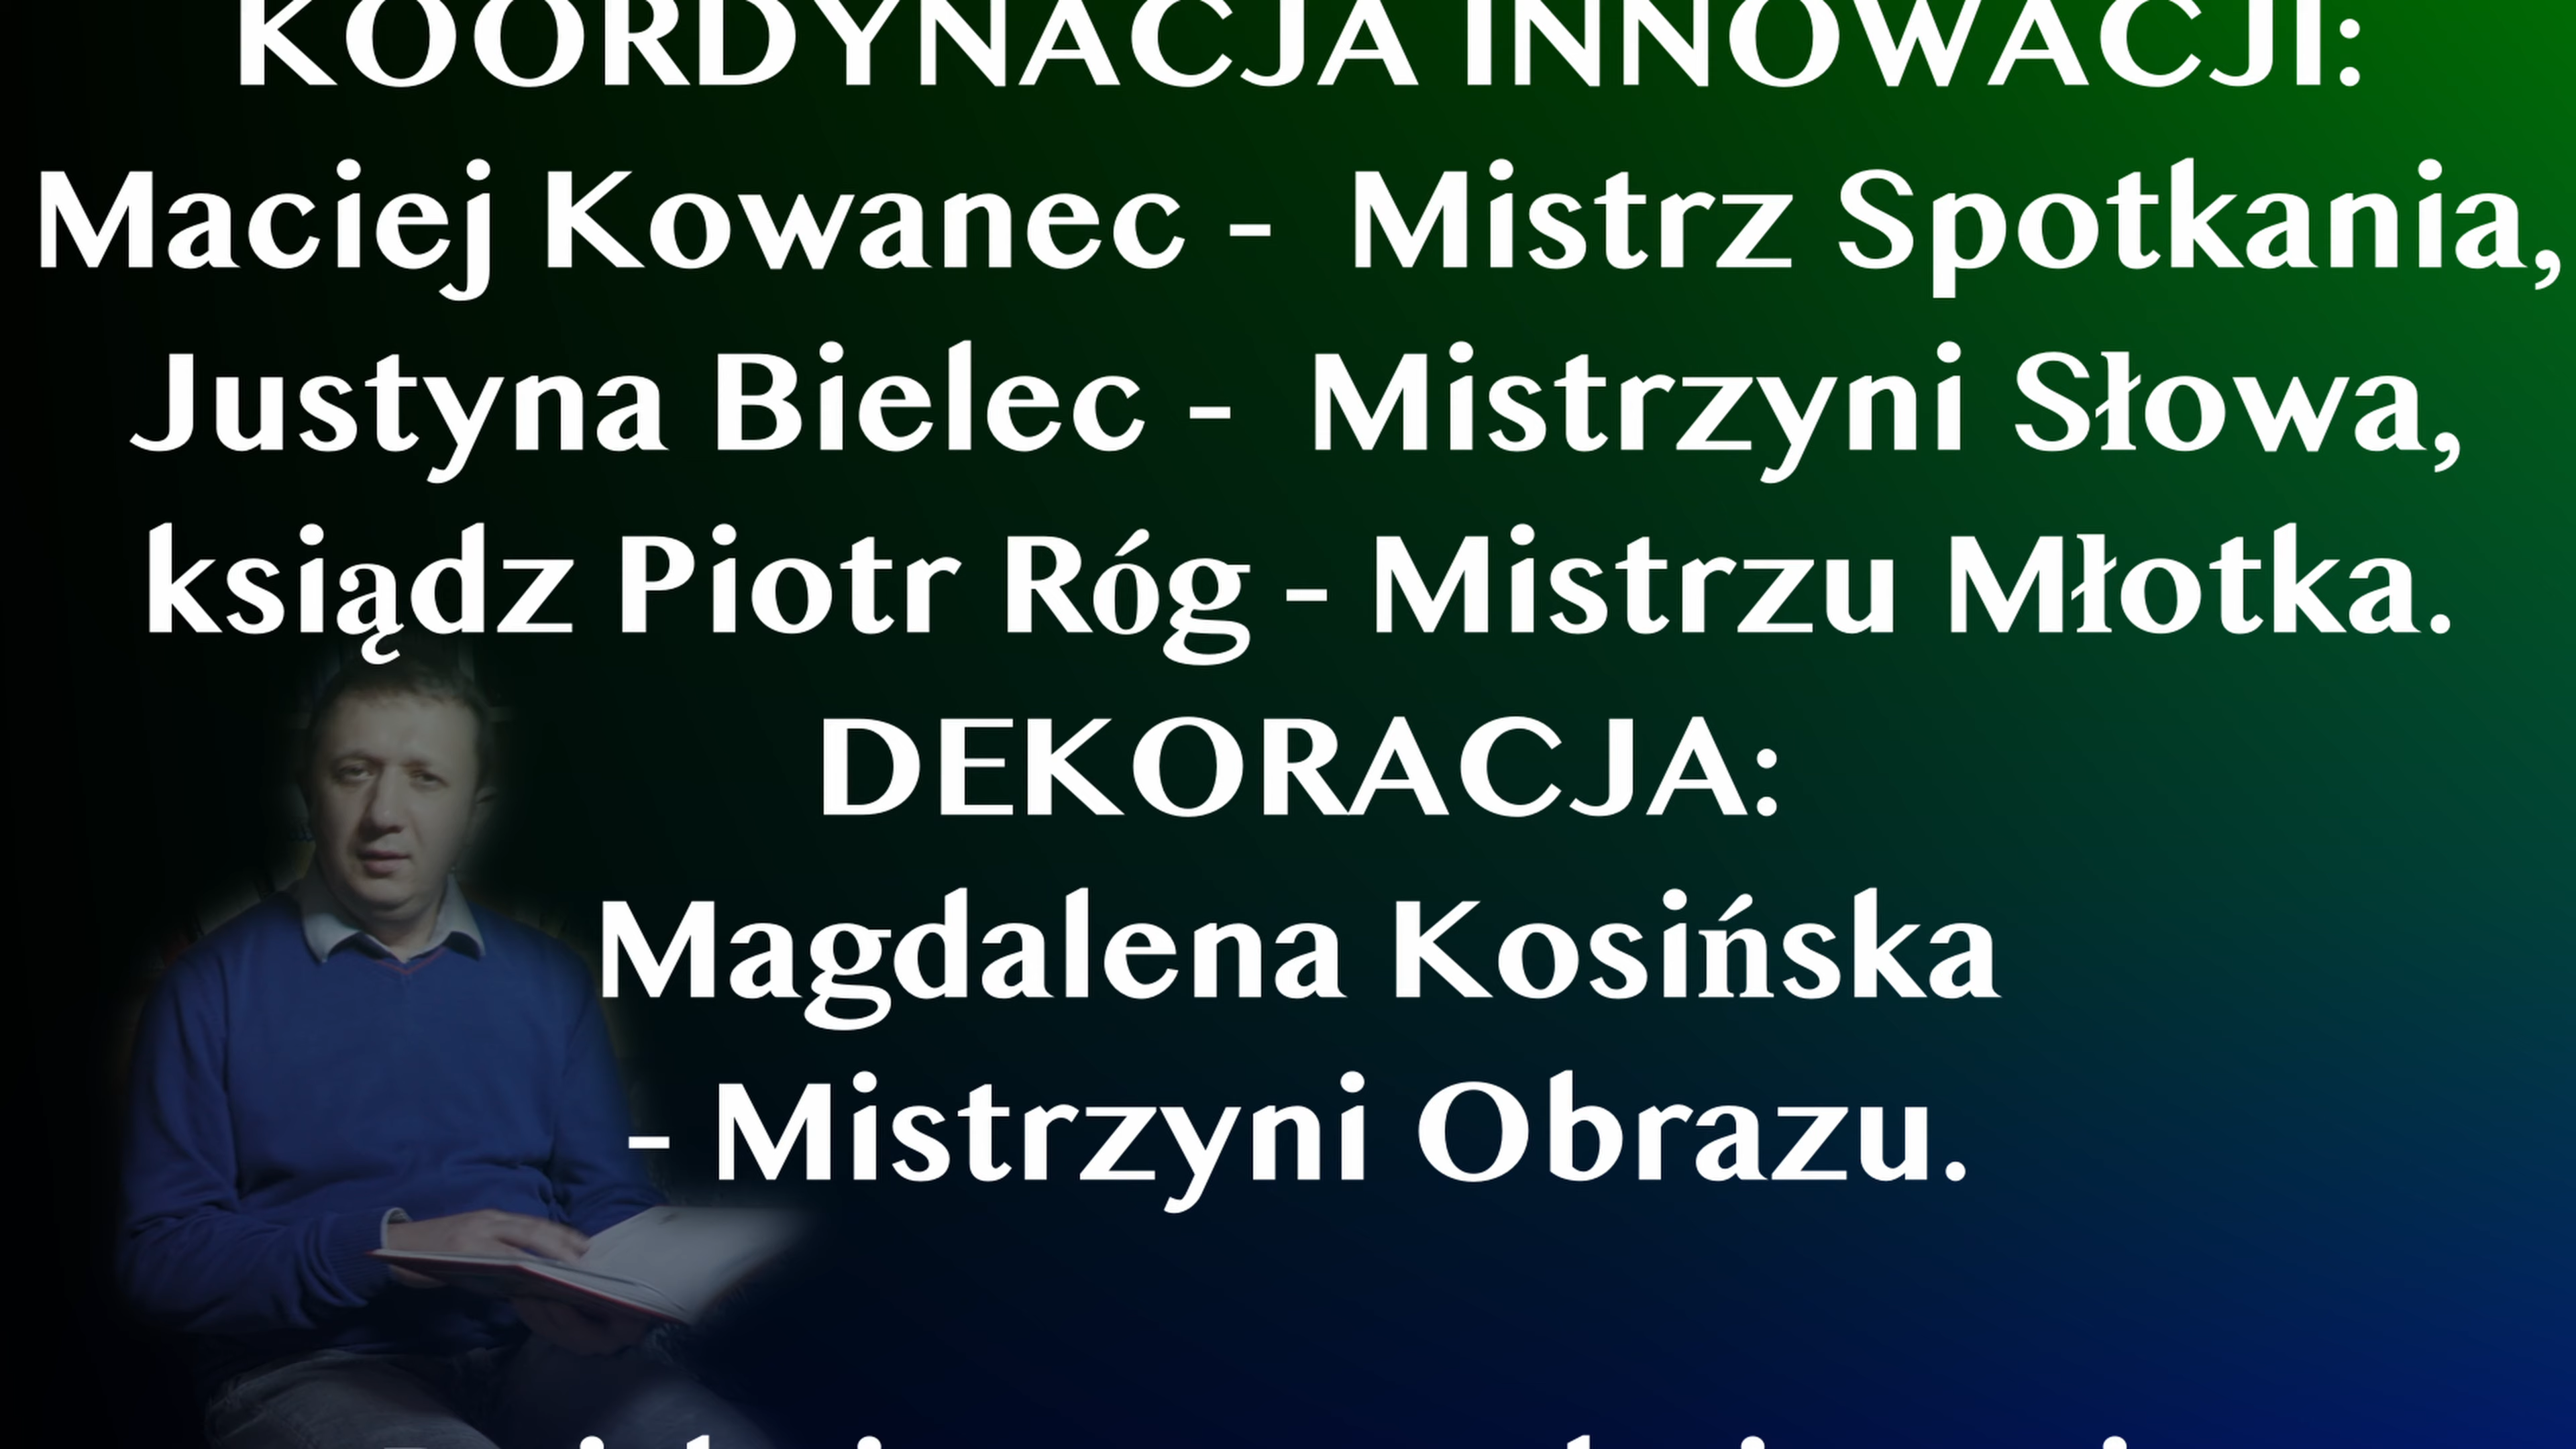 KOORDYNACJA INNOWACJI:
Maciej Kowanec - Mistrz Spotkania,
Justyna Bielec - Mistrzyni Słowa,
ksiądz Piotr Róg - Mistrzu Młotka.
DEKORACJA:
Magdalena Kosińska
- Mistrzyni Obrazu.